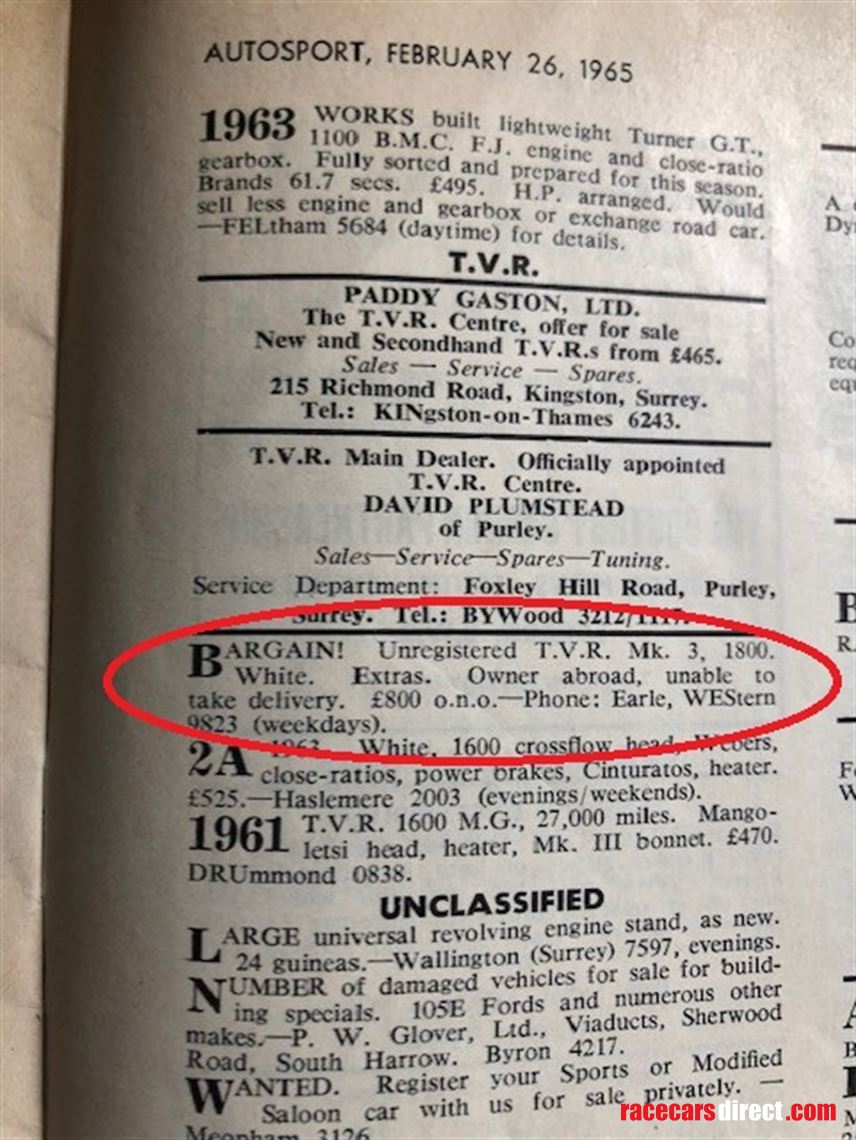 AUTOSPORT, FEBRUARY 26, 1965
1963 WORKS built lightweight Turner G.T.,
1100 B.M.C. F.J. engine and close-ratio
gearbox. Fully sorted and prepared for this season.
Brands 61.7 secs. £495. H.P. arranged. Would
sell less engine and gearbox or exchange road car.
—FELtham 5684 (daytime) for details.
T.V.R.
PADDY GASTON, LTD.
The T.V.R. Centre, offer for sale
New and Secondhand T.V.R.s from £465.
Sales — Service — Spares.
215 Richmond Road, Kingston, Surrey.
Tel.: KINgston-on-Thames 6243.
T.V.R. Main Dealer. Officially appointed
T.V.R. Centre.
DAVID PLUMSTEAD
of Purley.
Sales—Service—Spares—Tuning.
Service Department: Foxley Hill Road, Purley,
Surrey. Tel.: BYWood 3212/1117.
BARGAIN! Unregistered T.V.R. Mk. 3, 1800.
White. Extras. Owner abroad, unable to
take delivery. £800 o.n.o.—Phone: Earle, WEStern
9823 (weekdays).
2A 1963. White, 1600 crossflow head, Webers,
close-ratios, power brakes, Cinturatos, heater.
£525.—Haslemere 2003 (evenings/weekends).
1961 T.V.R. 1600 M.G., 27,000 miles. Mango-
letsi head, heater, Mk. III bonnet. £470.
DRUmmond 0838.
UNCLASSIFIED
LARGE universal revolving engine stand, as new.
24 guineas.—Wallington (Surrey) 7597, evenings.
NUMBER of damaged vehicles for sale for build-
ing specials. 105E Fords and numerous other
makes.—P. W. Glover, Ltd., Viaducts, Sherwood
Road, South Harrow. Byron 4217.
WANTED. Register your Sports or Modified
Saloon car with us for sale privately. —
Meopham 3126
racecarsdirect.com